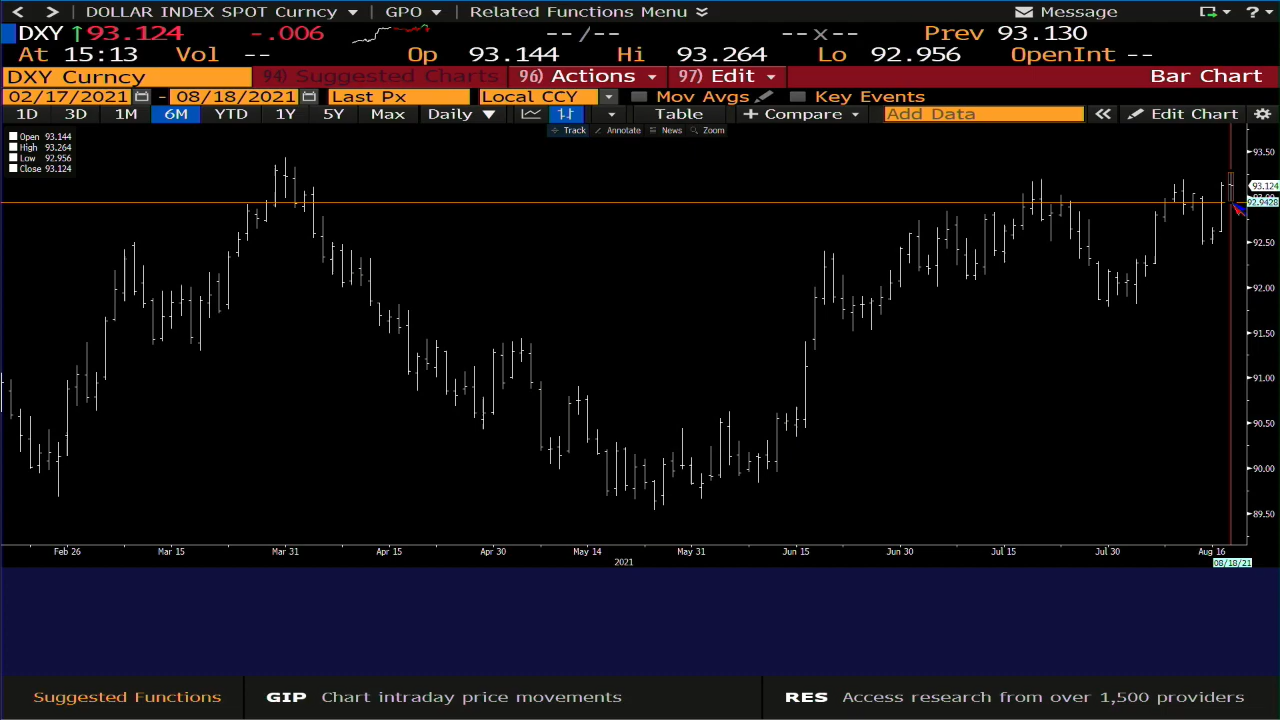 < > DOLLAR INDEX SPOT Curncy GPO Related Functions Menu Message ?
DXY ↑93.124 -.006 --/-- --x-- Prev 93.130
At 15:13 Vol -- Op 93.144 Hi 93.264 Lo 92.956 OpenInt --
DXY Curncy 94) Suggested Charts 96) Actions 97) Edit Bar Chart
02/17/2021 - 08/18/2021 Last Px Local CCY Mov Avgs Key Events
1D 3D 1M 6M YTD 1Y 5Y Max Daily ▼ Table + Compare Add Data « Edit Chart
Track Annotate News Zoom
Open 93.144
High 93.264
Low 92.956
Close 93.124
93.50
93.124
92.9428
92.50
92.00
91.50
91.00
90.50
90.00
89.50
Feb 26 Mar 15 Mar 31 Apr 15 Apr 30 May 14 May 31 Jun 15 Jun 30 Jul 15 Jul 30 Aug 16
2021 08/18/21
Suggested Functions GIP Chart intraday price movements RES Access research from over 1,500 providers